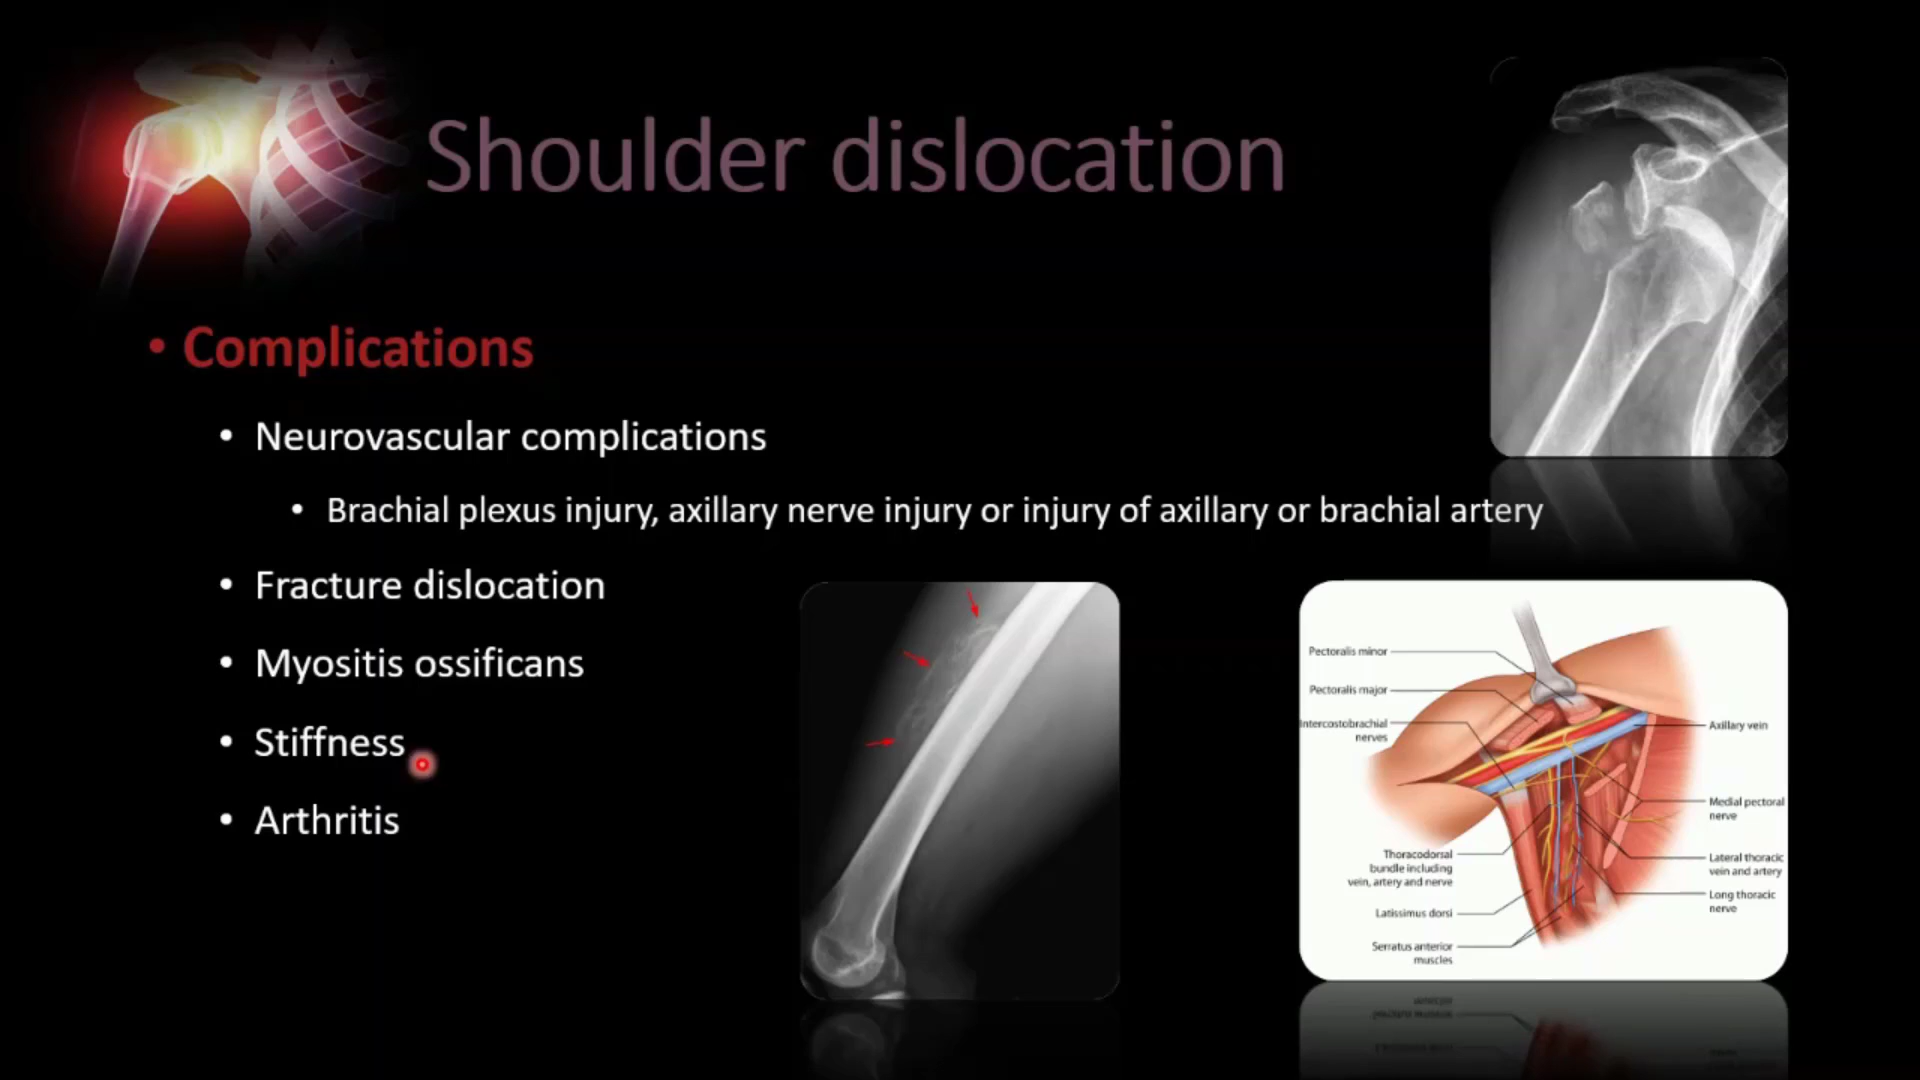 Shoulder dislocation
• Complications
• Neurovascular complications
• Brachial plexus injury, axillary nerve injury or injury of axillary or brachial artery
• Fracture dislocation
• Myositis ossificans
• Stiffness
• Arthritis
Pectoralis minor
Pectoralis major
Intercostobrachial
nerves
Thoracodorsal
bundle including
vein, artery and nerve
Latissimus dorsi
Serratus anterior
muscles
Axillary vein
Medial pectoral
nerve
Lateral thoracic
vein and artery
Long thoracic
nerve